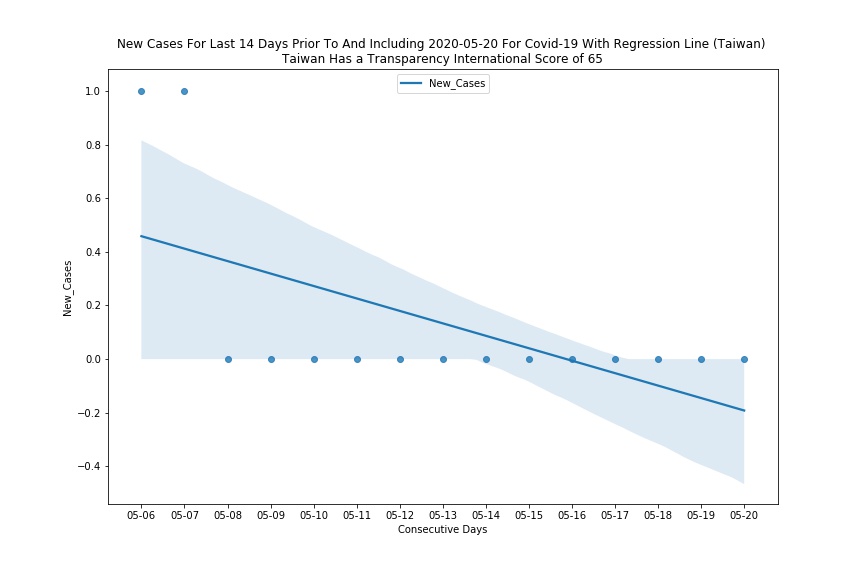 New Cases For Last 14 Days Prior To And Including 2020-05-20 For Covid-19 With Regression Line (Taiwan)
Taiwan Has a Transparency International Score of 65
New_Cases
1.0
0.8
0.6
0.4
0.2
0.0
−0.2
−0.4
New_Cases
05-06 05-07 05-08 05-09 05-10 05-11 05-12 05-13 05-14 05-15 05-16 05-17 05-18 05-19 05-20
Consecutive Days